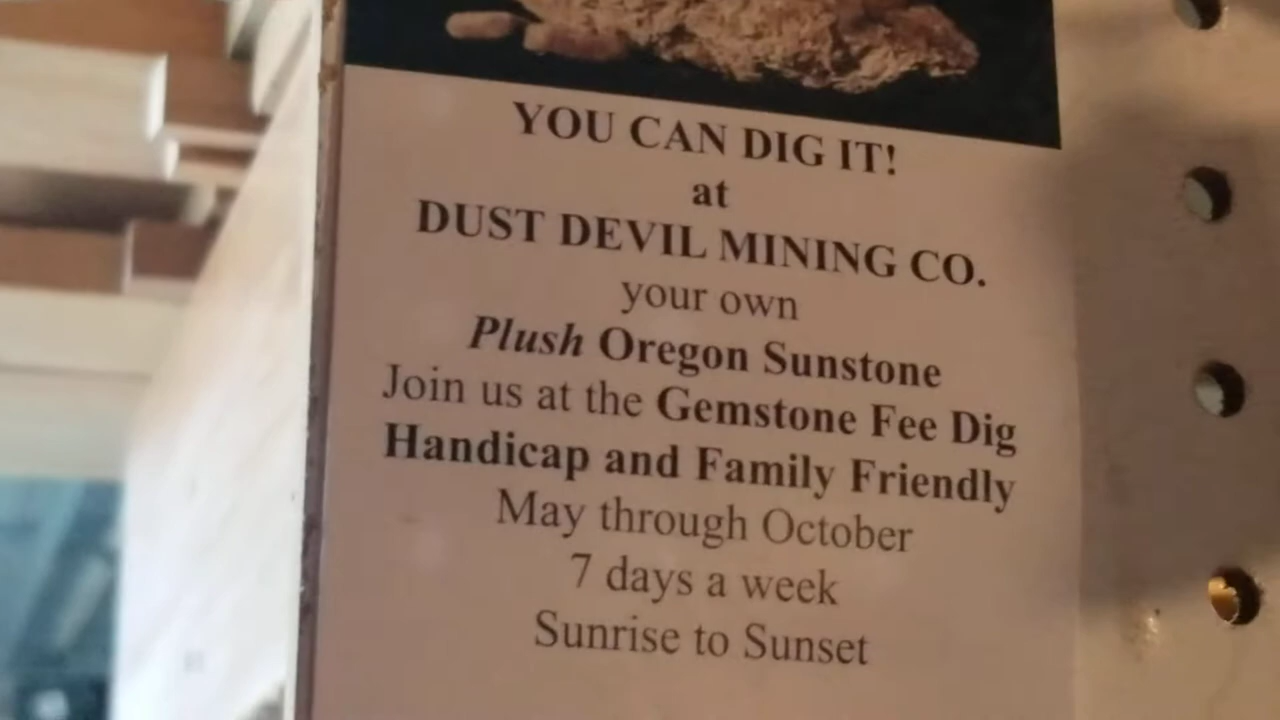 YOU CAN DIG IT!
at
DUST DEVIL MINING CO.
your own
Plush Oregon Sunstone
Join us at the Gemstone Fee Dig
Handicap and Family Friendly
May through October
7 days a week
Sunrise to Sunset